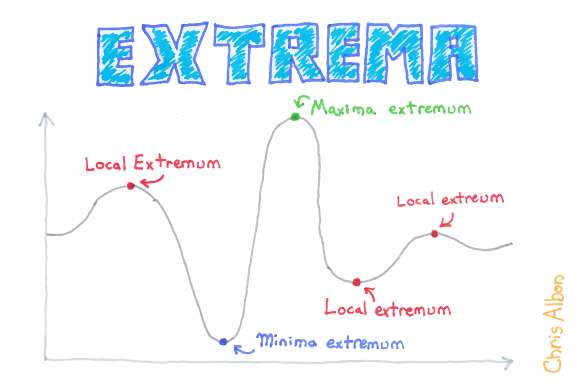 EXTREMA
Maxima extremum
Local Extremum
Local extreum
Local extremum
Minima extremum
Chris Albon